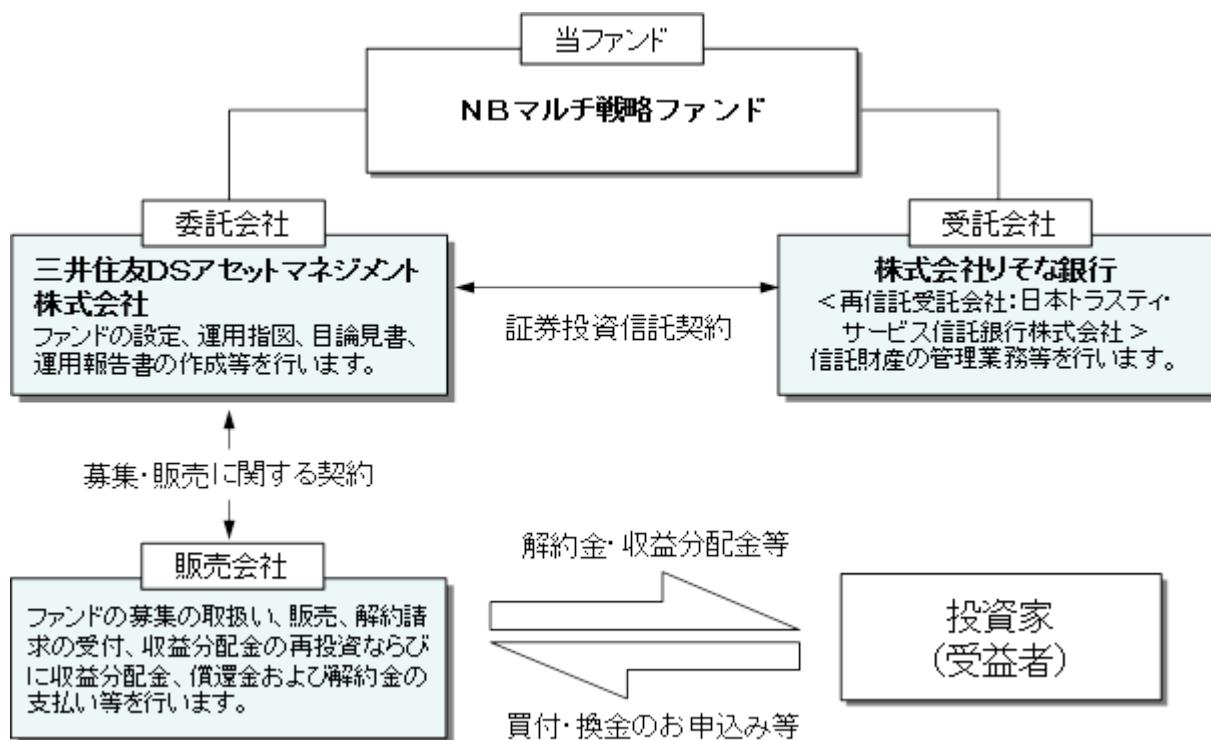 当ファンド
NBマルチ戦略ファンド
委託会社
三井住友DSアセットマネジメント
株式会社
ファンドの設定、運用指図、目論見書、
運用報告書の作成等を行います。
証券投資信託契約
受託会社
株式会社りそな銀行
＜再信託受託会社：日本トラスティ・
サービス信託銀行株式会社＞
信託財産の管理業務等を行います。
募集・販売に関する契約
販売会社
ファンドの募集の取扱い、販売、解約請
求の受付、収益分配金の再投資ならび
に収益分配金、償還金および解約金の
支払い等を行います。
解約金・収益分配金等
買付・換金のお申込み等
投資家
（受益者）